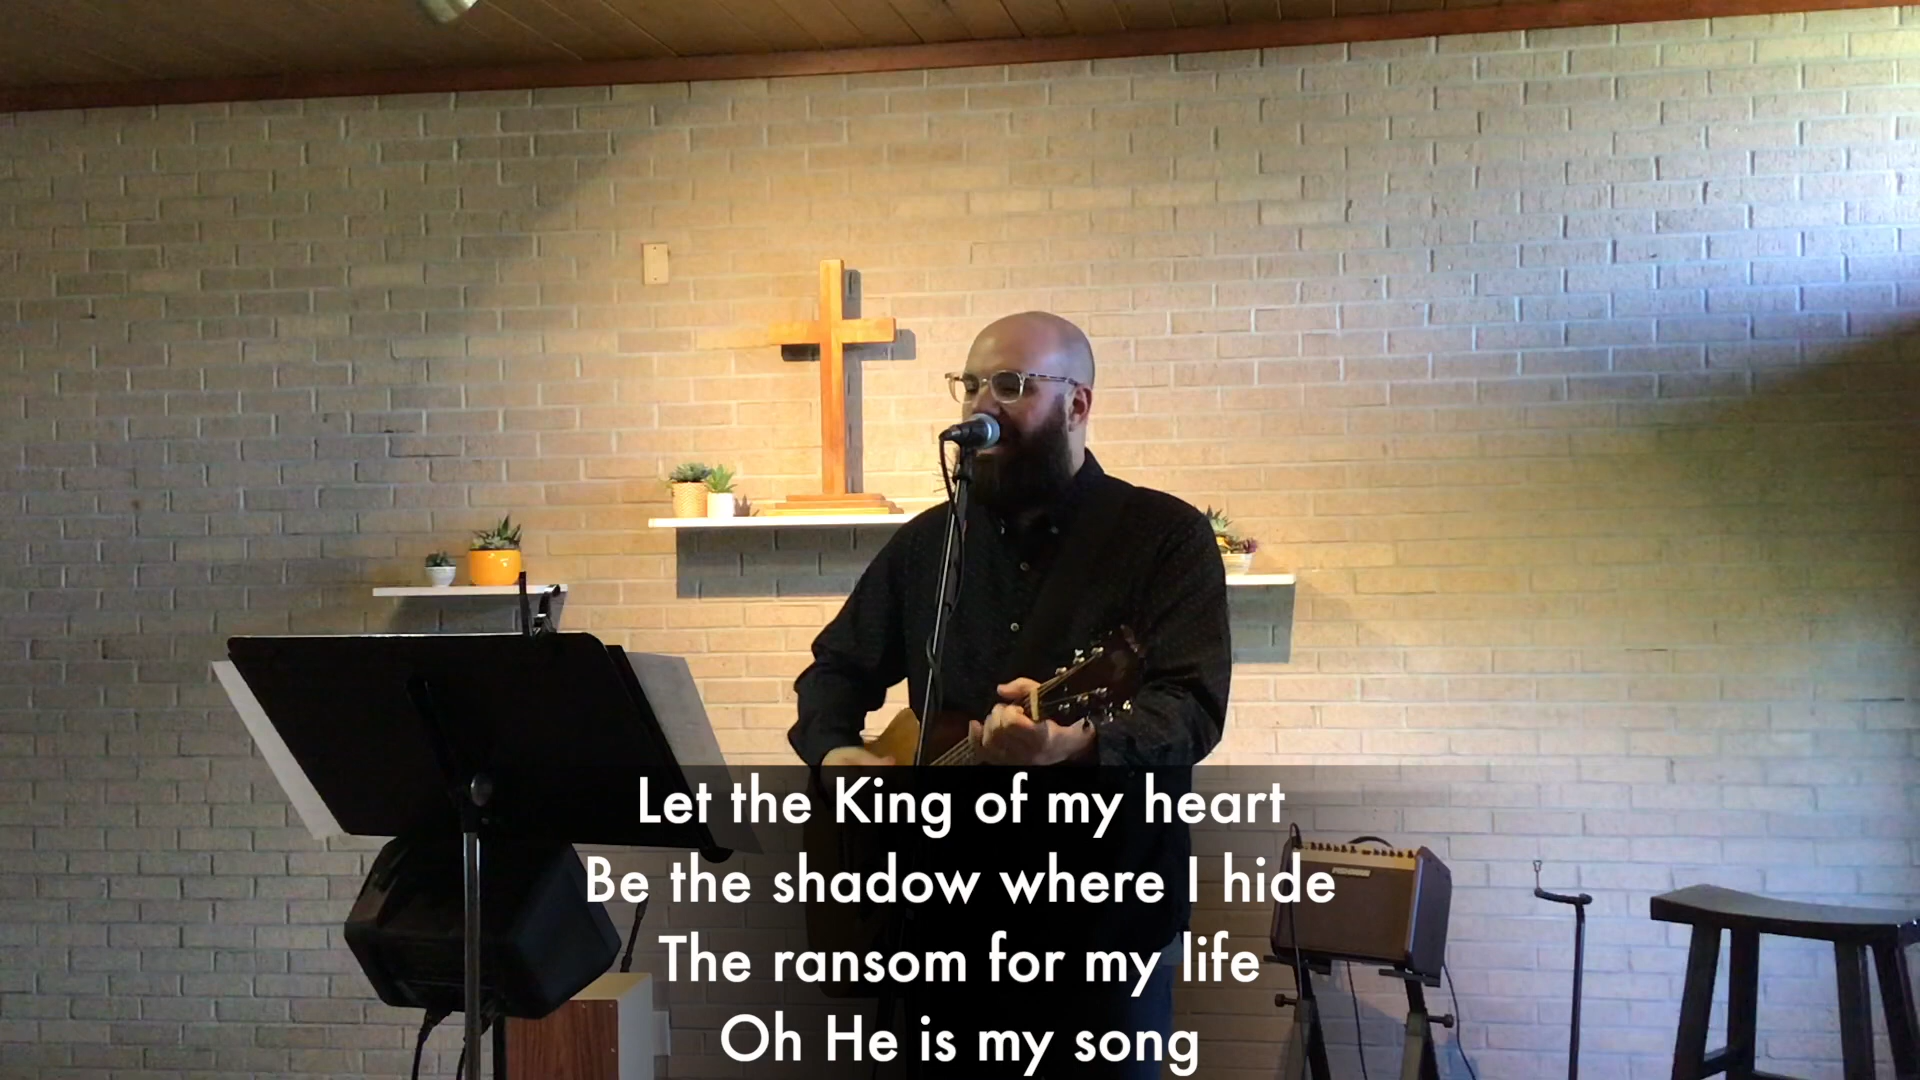 Let the King of my heart
Be the shadow where I hide
The ransom for my life
Oh He is my song
FISHMAN